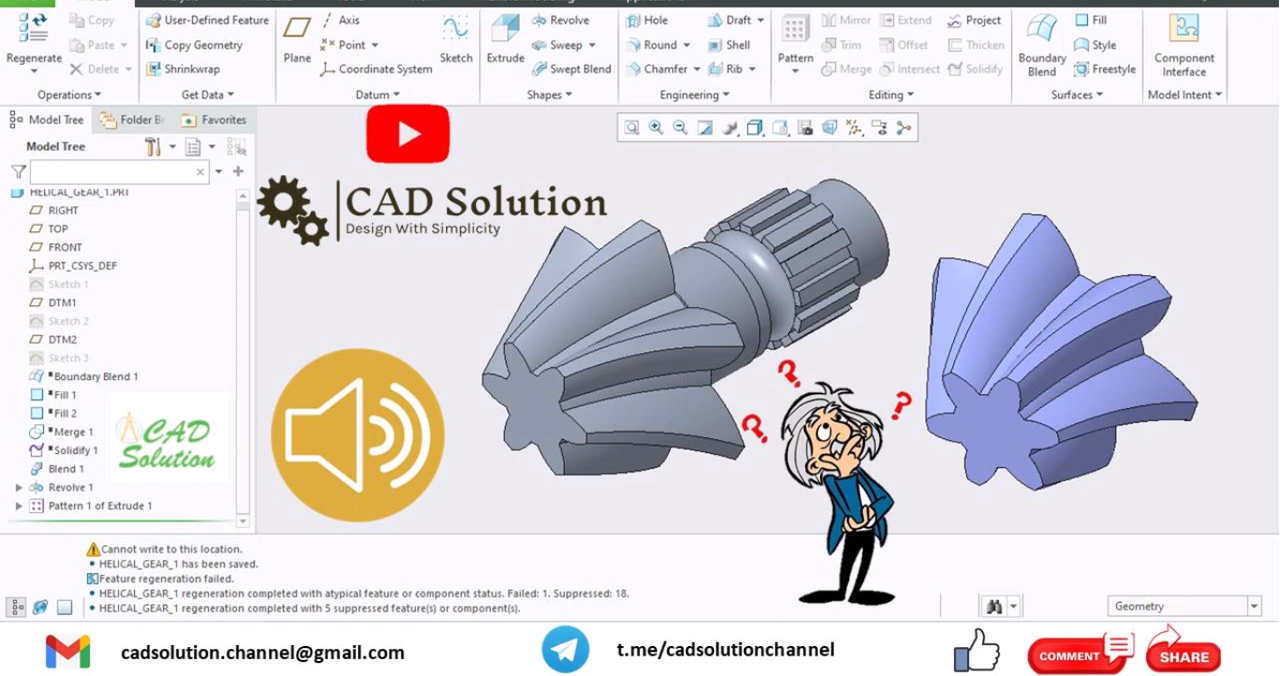 Copy
User-Defined Feature
Axis
Revolve
Hole
Draft
Mirror
Extend
Project
Fill
Paste
Copy Geometry
Point
Sweep
Round
Shell
Trim
Offset
Thicken
Style
Regenerate
Delete
Shrinkwrap
Plane
Coordinate System
Sketch
Extrude
Swept Blend
Chamfer
Rib
Pattern
Merge
Intersect
Solidify
Boundary
Blend
Freestyle
Component
Interface
Operations
Get Data
Datum
Shapes
Engineering
Editing
Surfaces
Model Intent
Model Tree
Folder Br
Favorites
Model Tree
HELICAL_GEAR_1.PRT
RIGHT
TOP
FRONT
PRT_CSYS_DEF
Sketch 1
DTM1
Sketch 2
DTM2
Sketch 3
Boundary Blend 1
Fill 1
Fill 2
Merge 1
Solidify 1
Blend 1
Revolve 1
Pattern 1 of Extrude 1
CAD
Solution
CAD Solution
Design With Simplicity
? ? ?
Cannot write to this location.
• HELICAL_GEAR_1 has been saved.
Feature regeneration failed.
• HELICAL_GEAR_1 regeneration completed with atypical feature or component status. Failed: 1. Suppressed: 18.
• HELICAL_GEAR_1 regeneration completed with 5 suppressed feature(s) or component(s).
Geometry
cadsolution.channel@gmail.com
t.me/cadsolutionchannel
COMMENT
SHARE